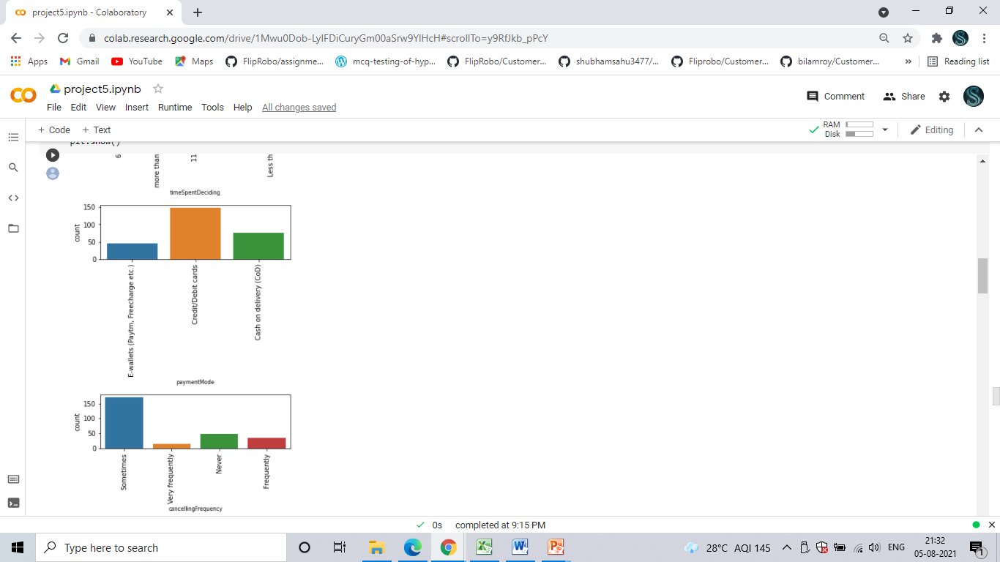 project5.ipynb - Colaboratory
colab.research.google.com/drive/1Mwu0Dob-LyIFDiCuryGm00aSrw9YlHcH#scrollTo=y9RfJkb_pPcY
Apps Gmail YouTube Maps FlipRobo/assignme... mcq-testing-of-hyp... FlipRobo/Customer... shubhamsahu3477/... Fliprobo/Customer... bilamroy/Customer... » Reading list
project5.ipynb
Comment Share
File Edit View Insert Runtime Tools Help All changes saved
+ Code + Text
RAM
Disk
Editing
plt.show()
6
more than
11
Less th
timeSpentDeciding
150
100
50
0
count
E-wallets (Paytm, Freecharge etc.)
Credit/Debit cards
Cash on delivery (CoD)
paymentMode
150
100
50
0
count
Sometimes
Very frequently
Never
Frequently
cancellingFrequency
0s completed at 9:15 PM
Type here to search
28°C AQI 145
ENG
21:32
05-08-2021
1